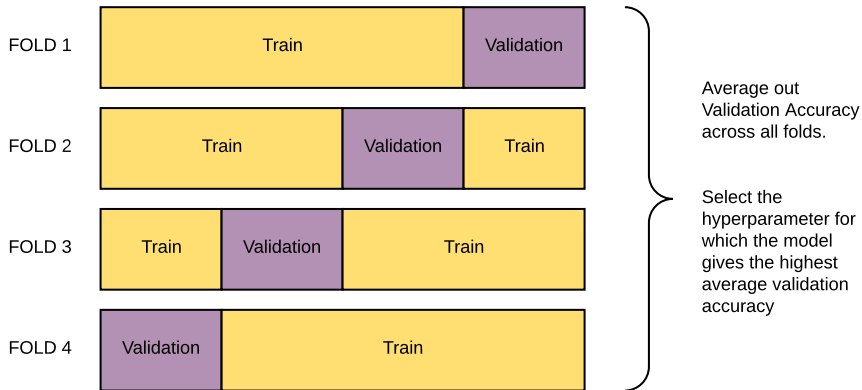 FOLD 1
Train
Validation
FOLD 2
Train
Validation
Train
FOLD 3
Train
Validation
Train
FOLD 4
Validation
Train
Average out
Validation Accuracy
across all folds.
Select the
hyperparameter for
which the model
gives the highest
average validation
accuracy